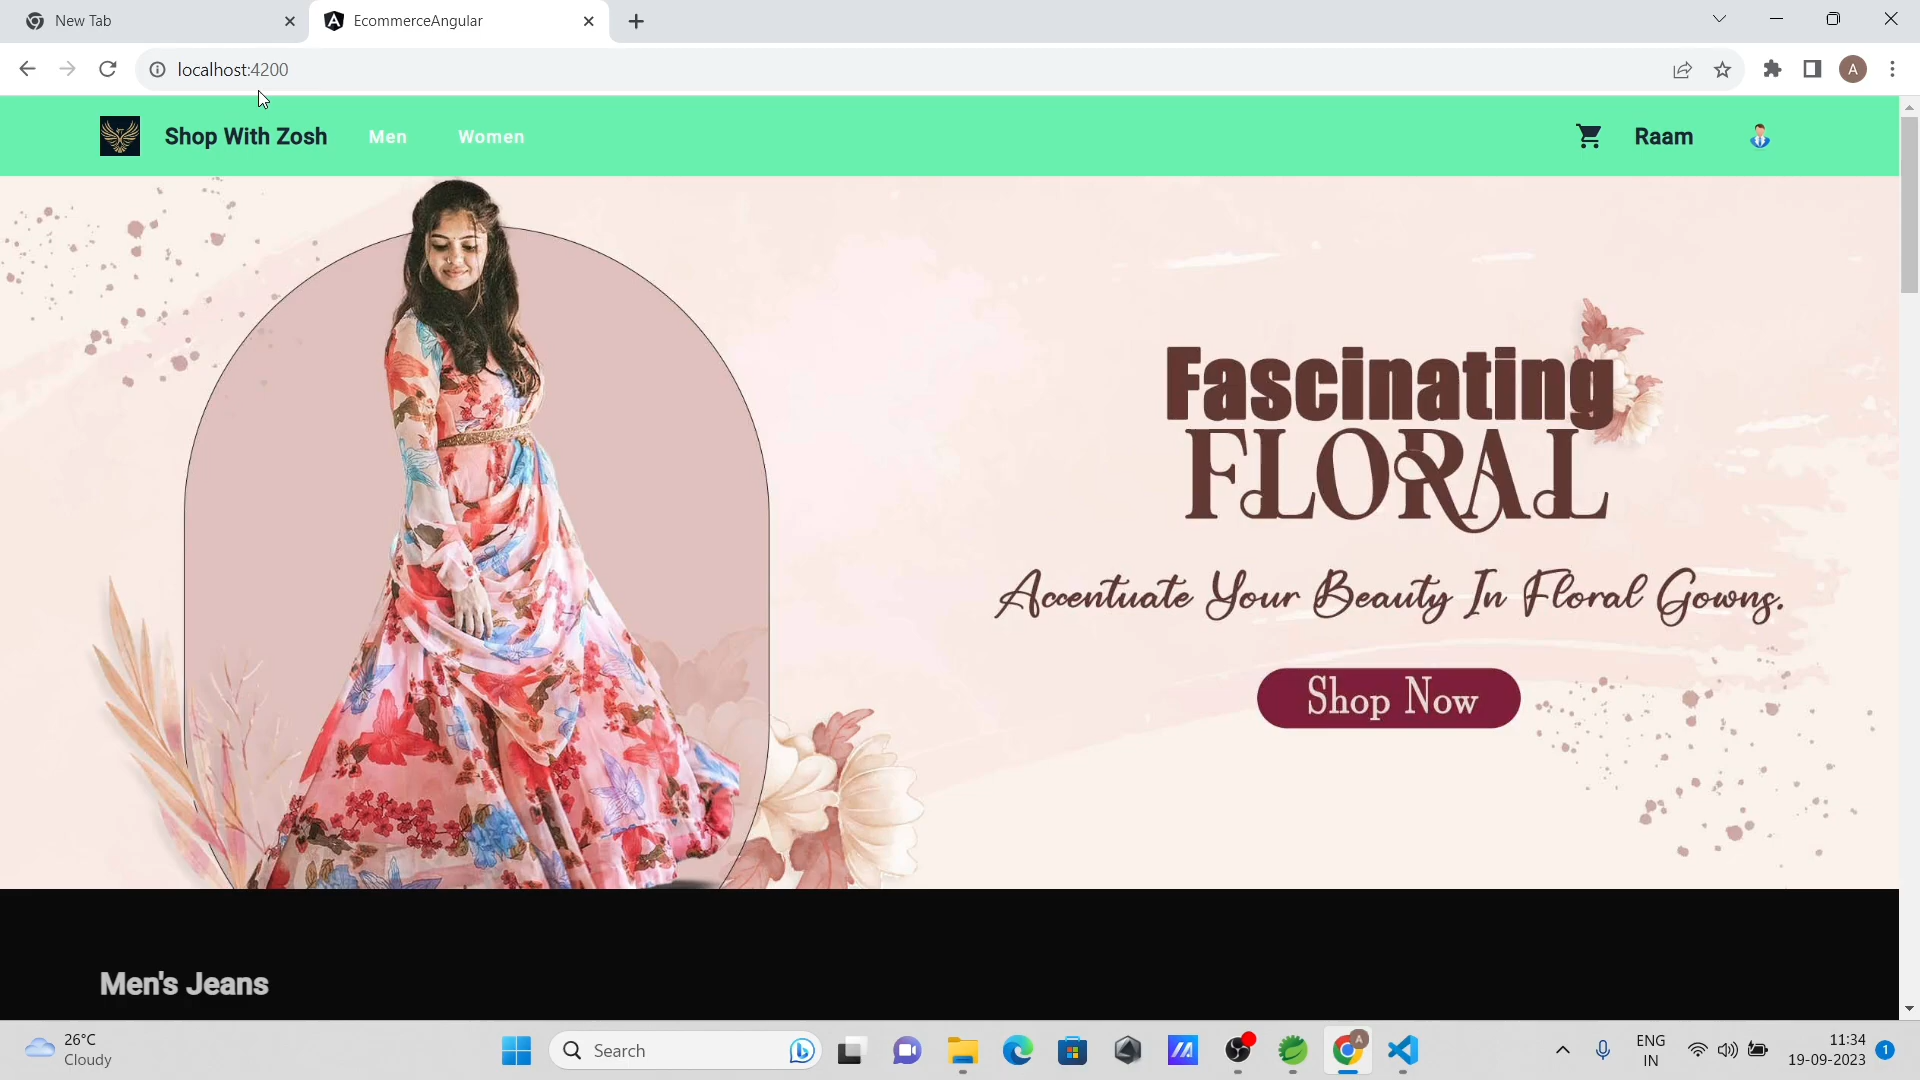 New Tab
EcommerceAngular
localhost:4200
A
Shop With Zosh
Men
Women
Raam
Fascinating
FLORAL
Accentuate Your Beauty In Floral Gowns.
Shop Now
Men's Jeans
26°C
Cloudy
Search
A
ENG
IN
11:34
19-09-2023
1